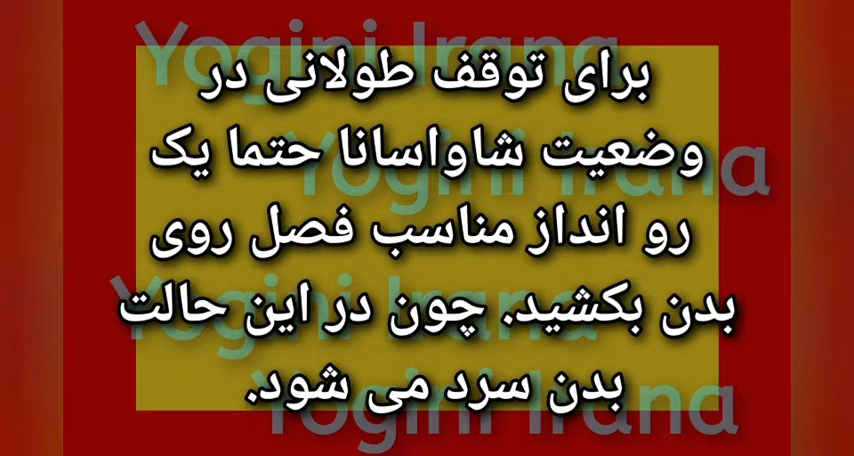 Yogini Irana
برای توقف طولانی در
وضعیت شاواسانا حتما یک
Yogini Irana
رو انداز مناسب فصل روی
بدن بکشید. چون در این حالت
Yogini Irana
بدن سرد می شود.
Yogini Irana